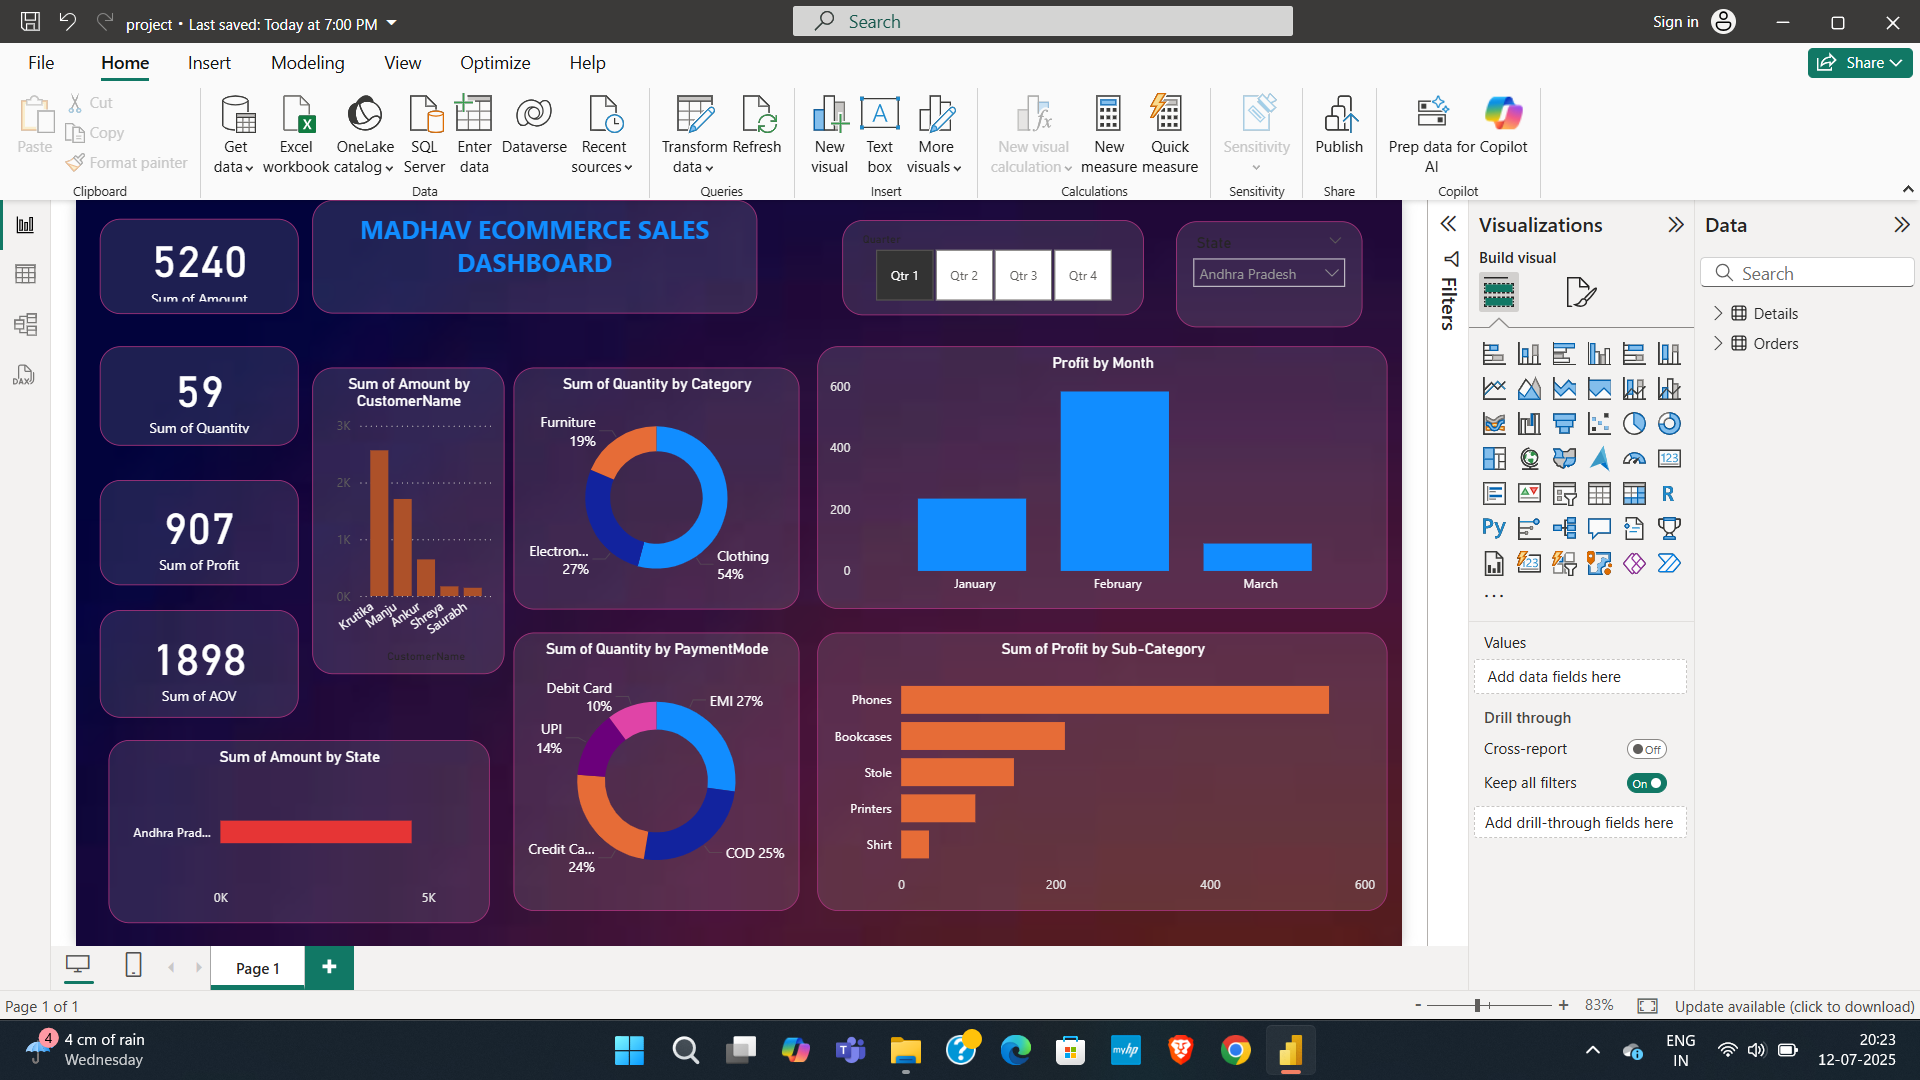 project • Last saved: Today at 7:00 PM
Search
Sign in
File
Home
Insert
Modeling
View
Optimize
Help
Share
Paste
Cut
Copy
Format painter
Clipboard
Get data
Excel workbook
OneLake catalog
SQL Server
Enter data
Dataverse
Recent sources
Data
Transform data
Refresh
Queries
New visual
Text box
More visuals
Insert
New visual calculation
New measure
Quick measure
Calculations
Sensitivity
Sensitivity
Publish
Share
Prep data for AI
Copilot
Copilot
5240
Sum of Amount
MADHAV ECOMMERCE SALES
DASHBOARD
Qtr 1
Qtr 2
Qtr 3
Qtr 4
State
Andhra Pradesh
59
Sum of Quantity
907
Sum of Profit
1898
Sum of AOV
Sum of Amount by
CustomerName
3K
2K
1K
0K
Krutika
Manju
Ankur
Shreya
Saurabh
CustomerName
Sum of Quantity by Category
Furniture
19%
Electron...
27%
Clothing
54%
Profit by Month
600
400
200
0
January
February
March
Sum of Amount by State
Andhra Prad...
0K
5K
Sum of Quantity by PaymentMode
Debit Card
10%
EMI 27%
UPI
14%
Credit Ca...
24%
COD 25%
Sum of Profit by Sub-Category
Phones
Bookcases
Stole
Printers
Shirt
0
200
400
600
Filters
Visualizations
Build visual
123
R
Py
123
...
Values
Add data fields here
Drill through
Cross-report
Off
Keep all filters
On
Add drill-through fields here
Data
Search
Details
Orders
DAX
Page 1
+
Page 1 of 1
- + 83%
Update available (click to download)
4
4 cm of rain
Wednesday
myhp
ENG
IN
20:23
12-07-2025